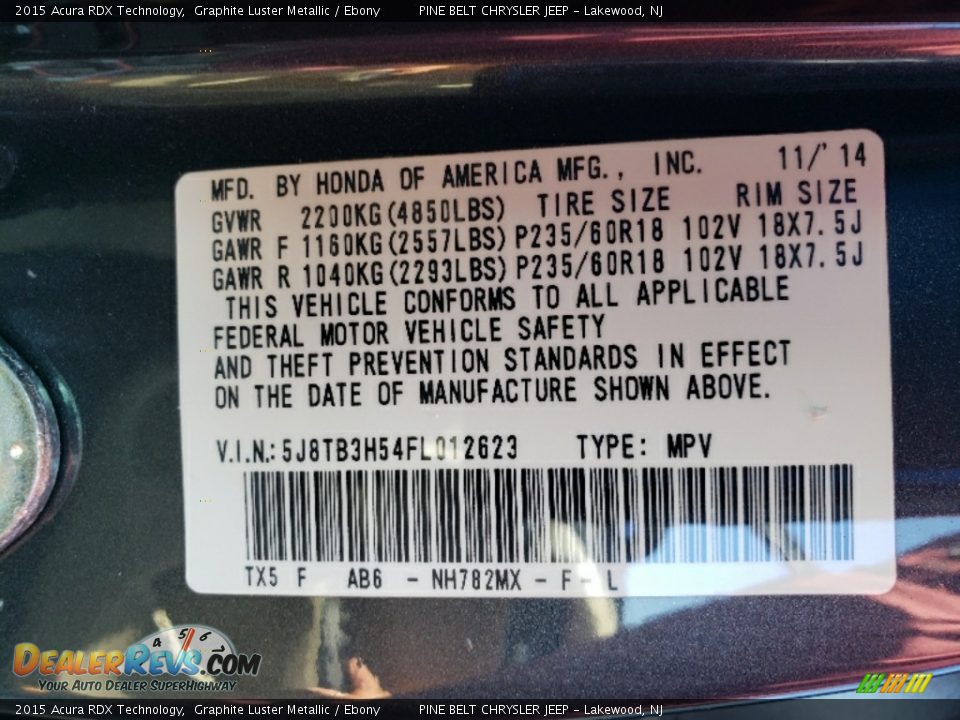 2015 Acura RDX Technology, Graphite Luster Metallic / Ebony PINE BELT CHRYSLER JEEP - Lakewood, NJ
MFD. BY HONDA OF AMERICA MFG., INC. 11/'14
GVWR 2200KG(4850LBS) TIRE SIZE RIM SIZE
GAWR F 1160KG(2557LBS) P235/60R18 102V 18X7.5J
GAWR R 1040KG(2293LBS) P235/60R18 102V 18X7.5J
THIS VEHICLE CONFORMS TO ALL APPLICABLE
FEDERAL MOTOR VEHICLE SAFETY
AND THEFT PREVENTION STANDARDS IN EFFECT
ON THE DATE OF MANUFACTURE SHOWN ABOVE.
V.I.N.:5J8TB3H54FL012623 TYPE: MPV
TX5 F AB6 - NH782MX - F - L
4 5 6
DEALERREVS.COM
YOUR AUTO DEALER SUPERHIGHWAY
2015 Acura RDX Technology, Graphite Luster Metallic / Ebony PINE BELT CHRYSLER JEEP - Lakewood, NJ